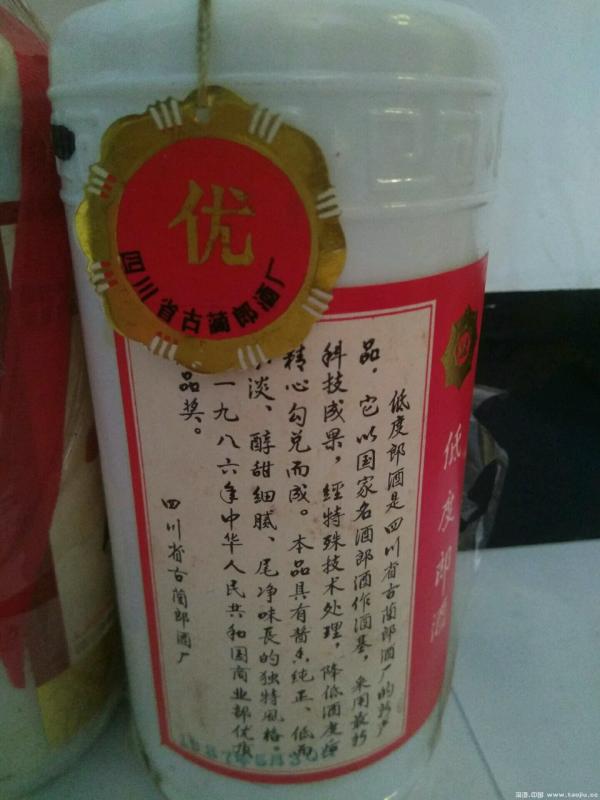 优
四川省古蔺郎酒厂
低度郎酒是四川省古蔺郎酒厂的新产
品，它以国家名酒郎酒作酒基，采用最新
科技成果，经特殊技术处理，降低酒度后
精心勾兑而成。本品具有酱香纯正、低而
淡、醇甜细腻、尾净味长的独特风格。
一九八六年中华人民共和国商业部优质
品奖。
四川省古蔺郎酒厂
低度郎酒
www.taojiu.cc